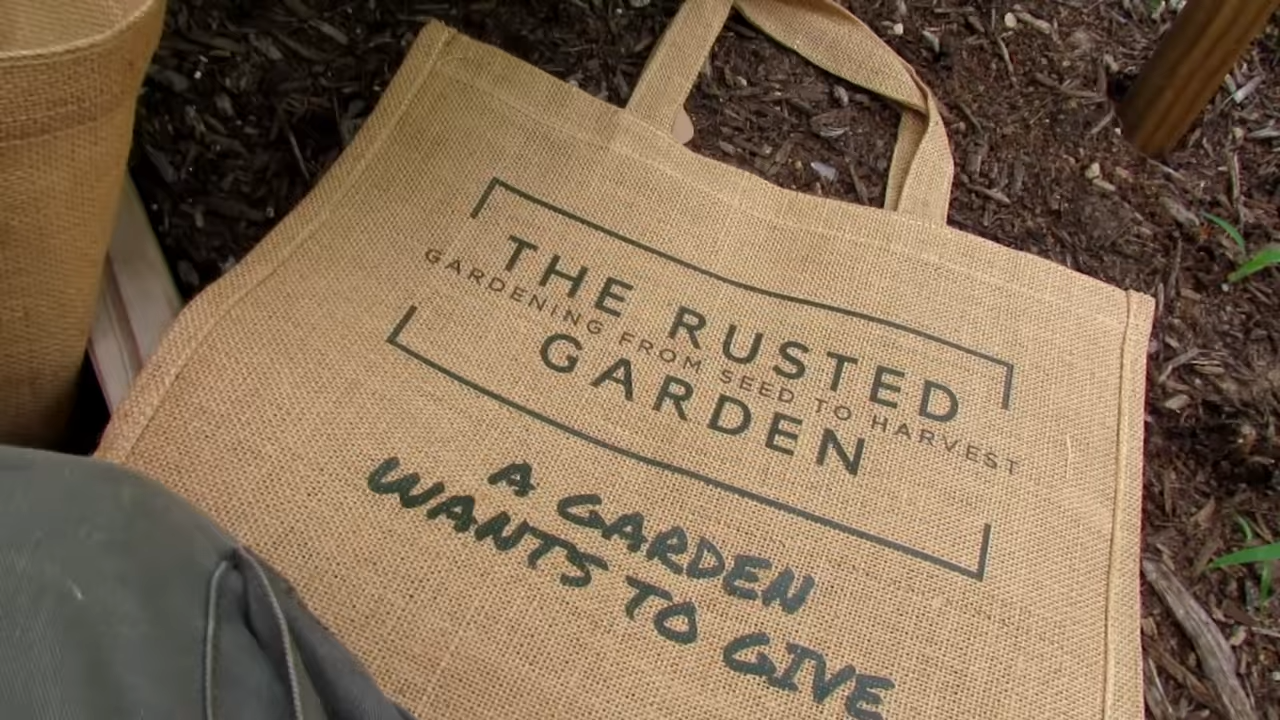 THE RUSTED
GARDENING FROM SEED TO HARVEST
GARDEN
A GARDEN
WANTS TO GIVE